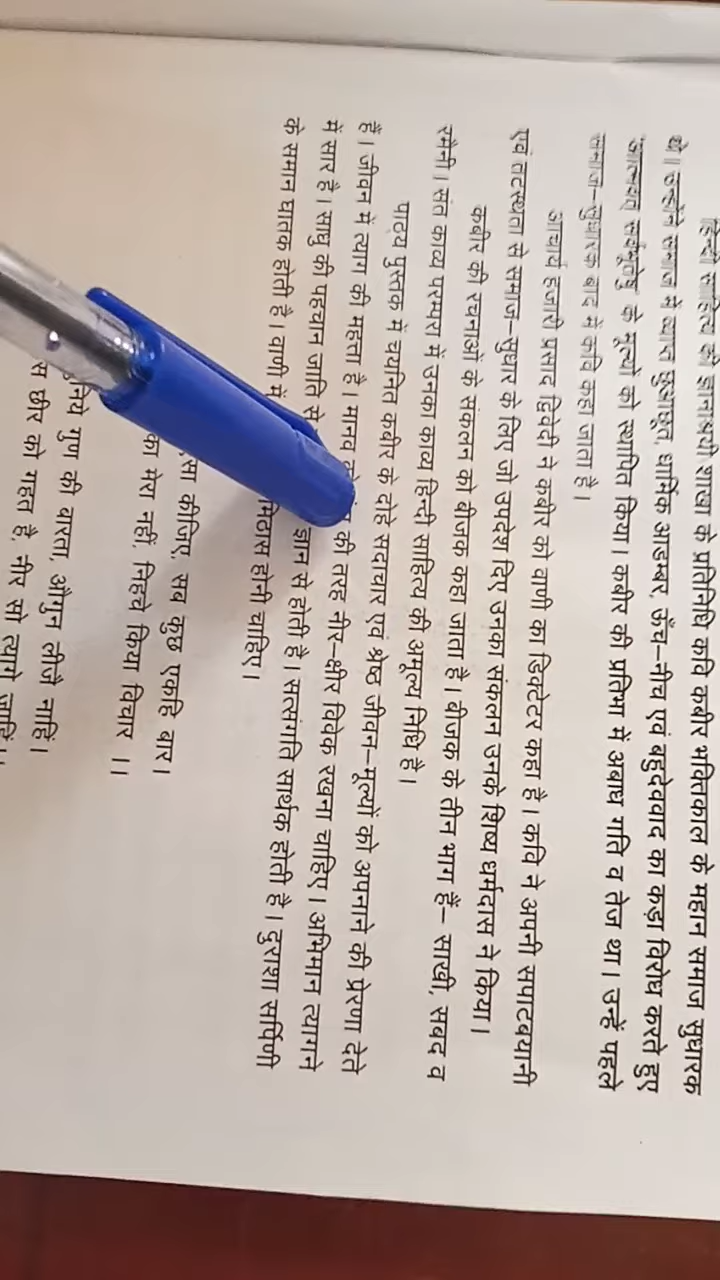 हिन्दी साहित्य की ज्ञानाश्रयी शाखा के प्रतिनिधि कवि कबीर भक्तिकाल के महान समाज सुधारक
थे। उन्होंने समाज में व्याप्त छुआछूत, धार्मिक आडम्बर, ऊँच–नीच एवं बहुदेववाद का कड़ा विरोध करते हुए
'आत्मवत् सर्वभूतेषु' के मूल्यों को स्थापित किया। कबीर की प्रतिभा में अबाध गति व तेज था। उन्हें पहले
समाज–सुधारक बाद में कवि कहा जाता है।
आचार्य हजारी प्रसाद द्विवेदी ने कबीर को वाणी का डिक्टेटर कहा है। कवि ने अपनी सपाटबयानी
एवं तटस्थता से समाज–सुधार के लिए जो उपदेश दिए उनका संकलन उनके शिष्य धर्मदास ने किया।
कबीर की रचनाओं के संकलन को बीजक कहा जाता है। बीजक के तीन भाग हैं– साखी, सबद व
रमैनी। संत काव्य परम्परा में उनका काव्य हिन्दी साहित्य की अमूल्य निधि है।
पाठ्य पुस्तक में चयनित कबीर के दोहे सदाचार एवं श्रेष्ठ जीवन–मूल्यों को अपनाने की प्रेरणा देते
हैं। जीवन में त्याग की महता है। मानव की तरह नीर–क्षीर विवेक रखना चाहिए। अभिमान त्यागने
में सार है। साधु की पहचान जाति से ज्ञान से होती है। सत्संगति सार्थक होती है। दुराशा सर्पिणी
के समान घातक होती है। वाणी में मिठास होनी चाहिए।
कीजिए, सब कुछ एकहि बार।
का मेरा नहीं, निहचे किया विचार ।।
गुण की बारता, औगुन लीजै नाहिं।
छीर को गहत है, नीर सो त्यागे जाहि।।